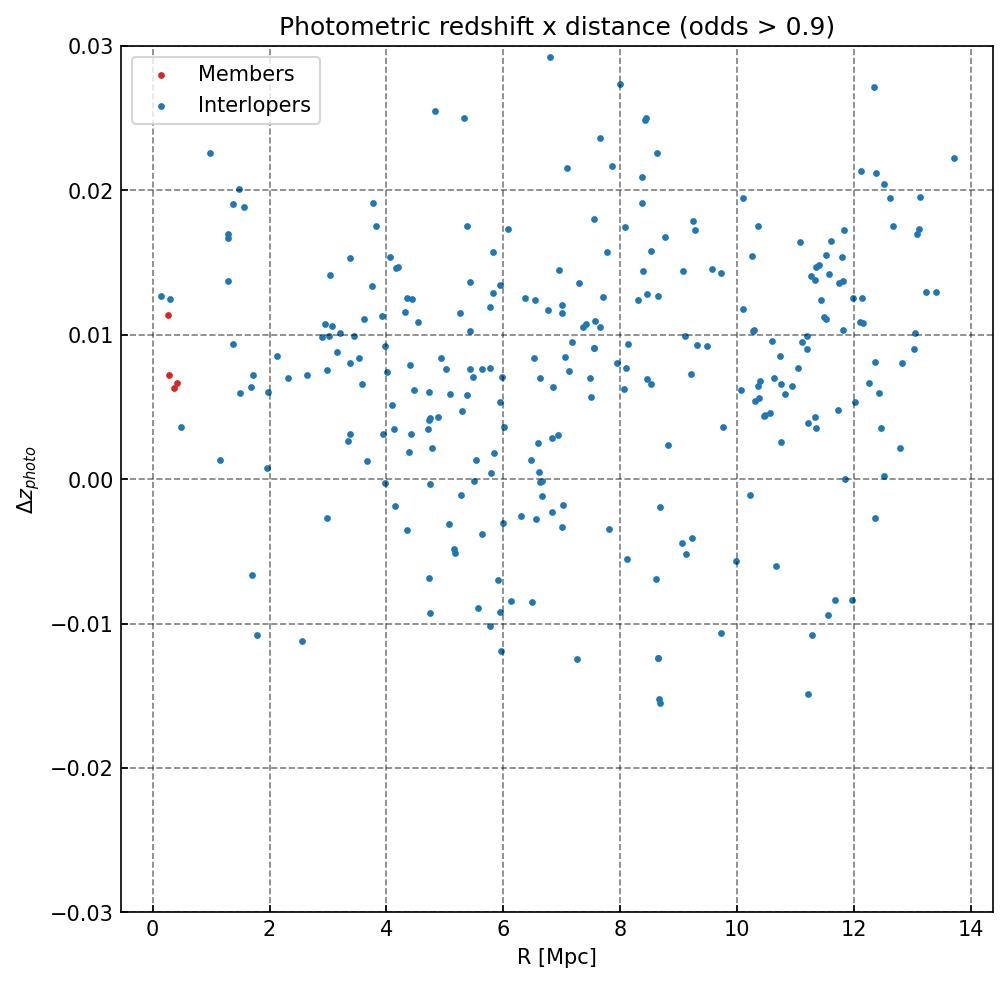 Photometric redshift x distance (odds > 0.9)
Members
Interlopers
0.03
0.02
0.01
0.00
−0.01
−0.02
−0.03
Δz_photo
0 2 4 6 8 10 12 14
R [Mpc]